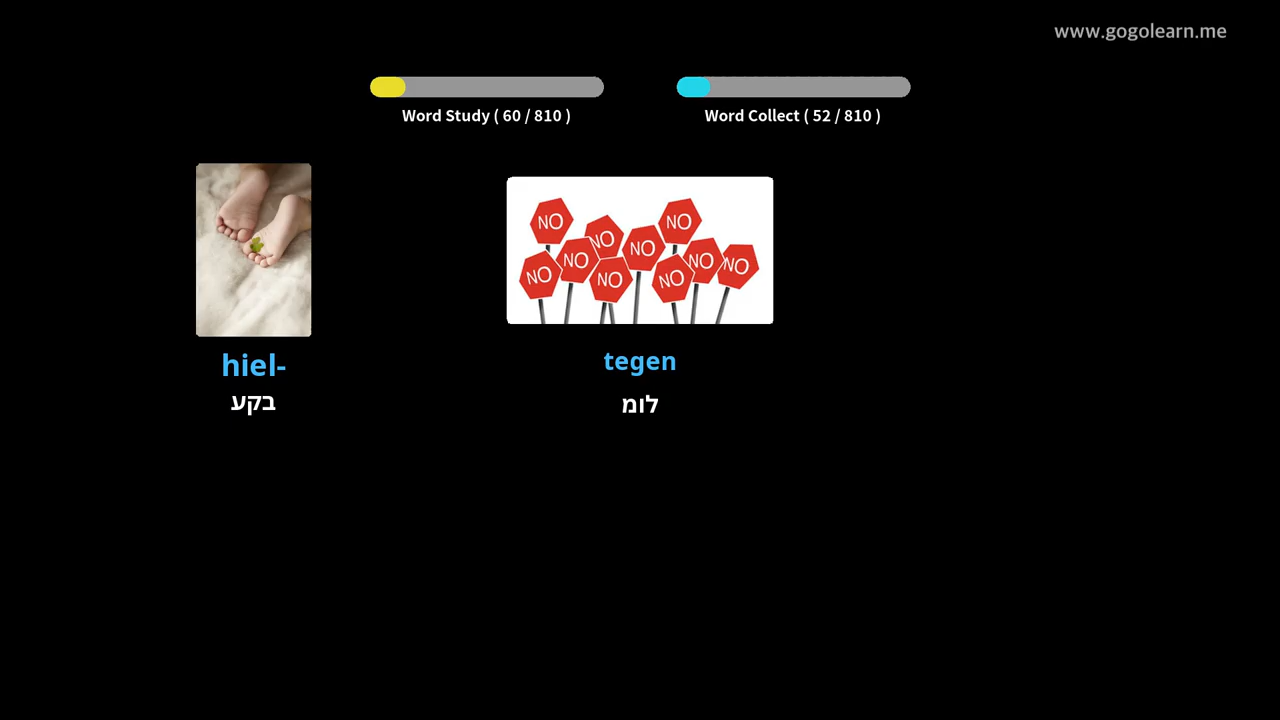 www.gogolearn.me
Word Study ( 60 / 810 )
Word Collect ( 52 / 810 )
NO
NO
NO
NO
NO
NO
NO
NO
NO
NO
hiel-
בקע
tegen
לומ